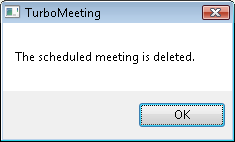 TurboMeeting
The scheduled meeting is deleted.
OK